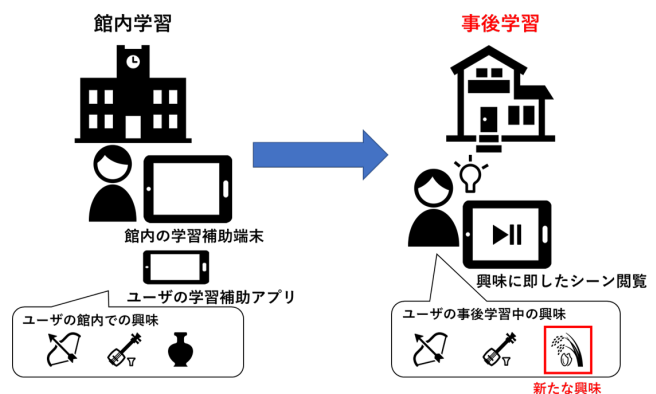 館内学習
事後学習
館内の学習補助端末
ユーザの学習補助アプリ
ユーザの館内での興味
興味に即したシーン閲覧
ユーザの事後学習中の興味
新たな興味